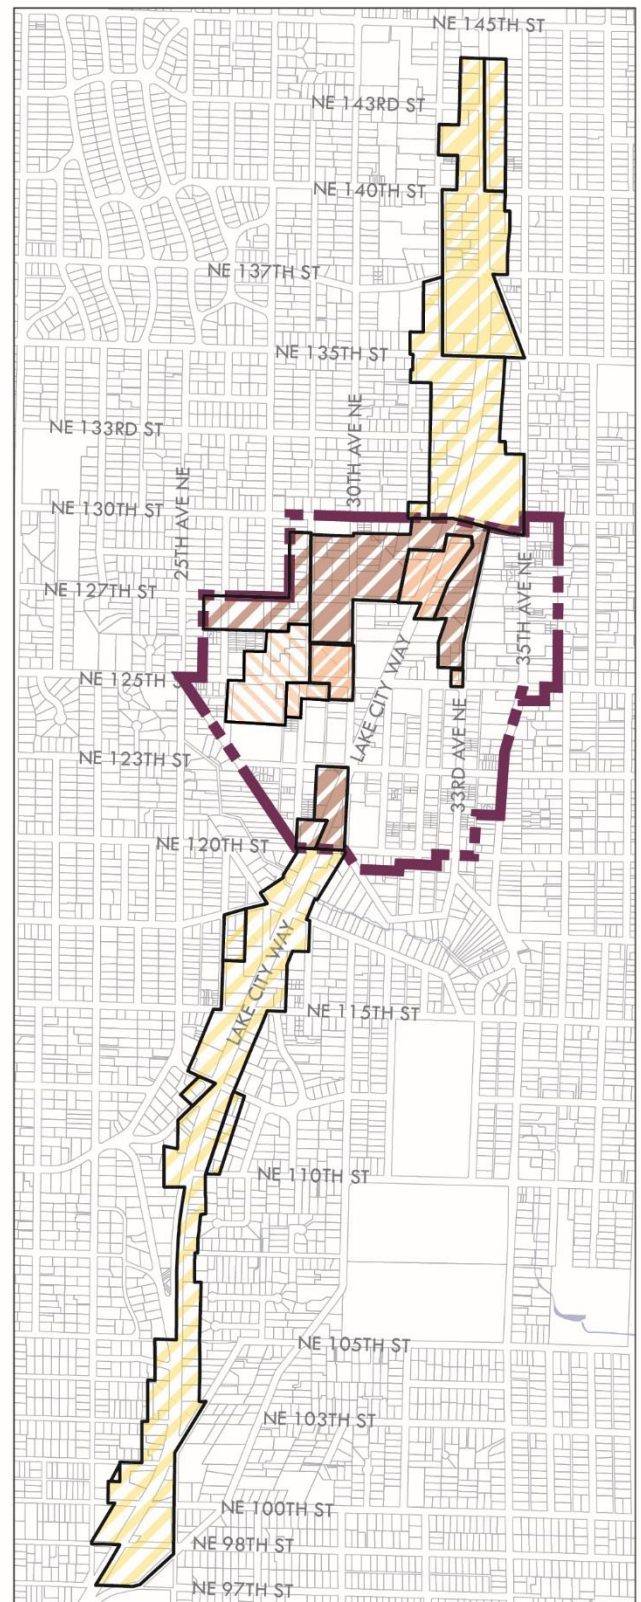 NE 145TH ST
NE 143RD ST
NE 140TH ST
NE 137TH ST
NE 135TH ST
30TH AVE NE
NE 133RD ST
25TH AVE NE
NE 130TH ST
35TH AVE NE
NE 127TH ST
LAKE CITY WAY
NE 125TH S
33RD AVE NE
NE 123TH ST
NE 120TH ST
LAKE CITY WAY
NE 115TH ST
NE 110TH ST
NE 105TH ST
NE 103TH ST
NE 100TH ST
NE 98TH ST
NE 97TH ST